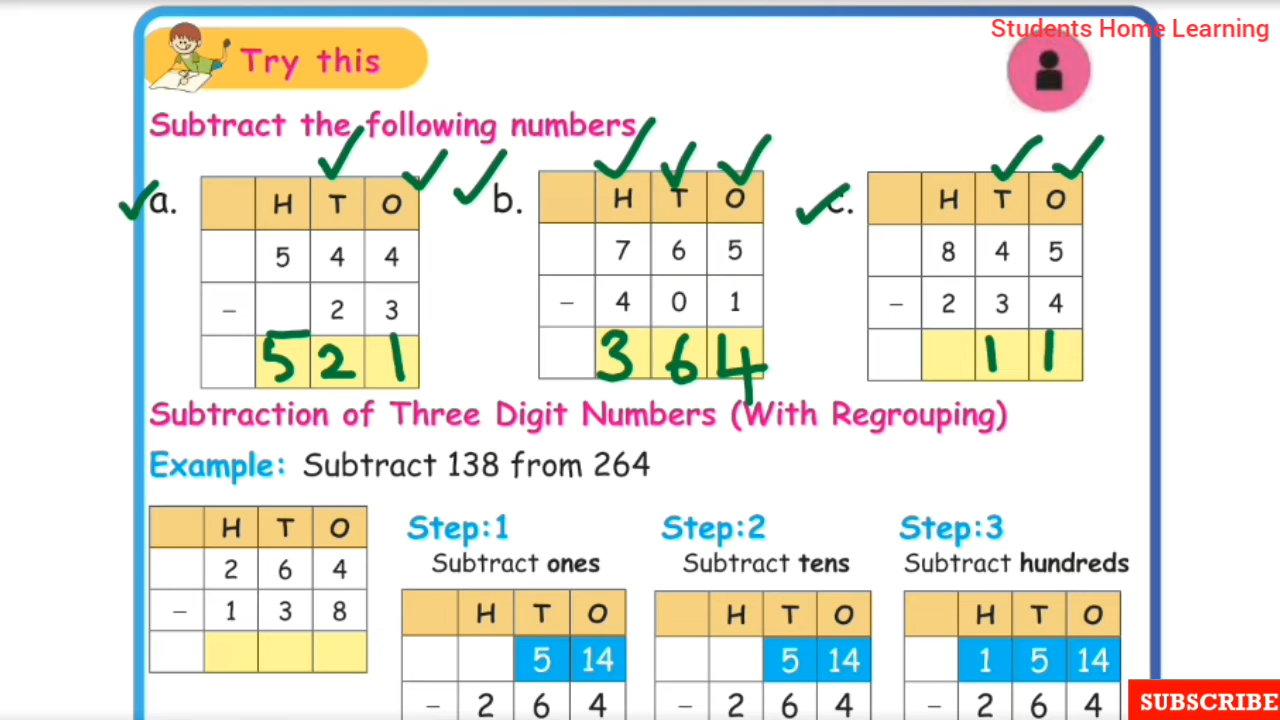 Students Home Learning
Try this
Subtract the following numbers
a.
H T O
5 4 4
- 2 3
5 2 1
b.
H T O
7 6 5
- 4 0 1
3 6 4
c.
H T O
8 4 5
- 2 3 4
1 1
Subtraction of Three Digit Numbers (With Regrouping)
Example: Subtract 138 from 264
H T O
2 6 4
- 1 3 8
Step:1
Subtract ones
H T O
5 14
- 2 6 4
Step:2
Subtract tens
H T O
5 14
- 2 6 4
Step:3
Subtract hundreds
H T O
1 5 14
- 2 6 4
SUBSCRIBE